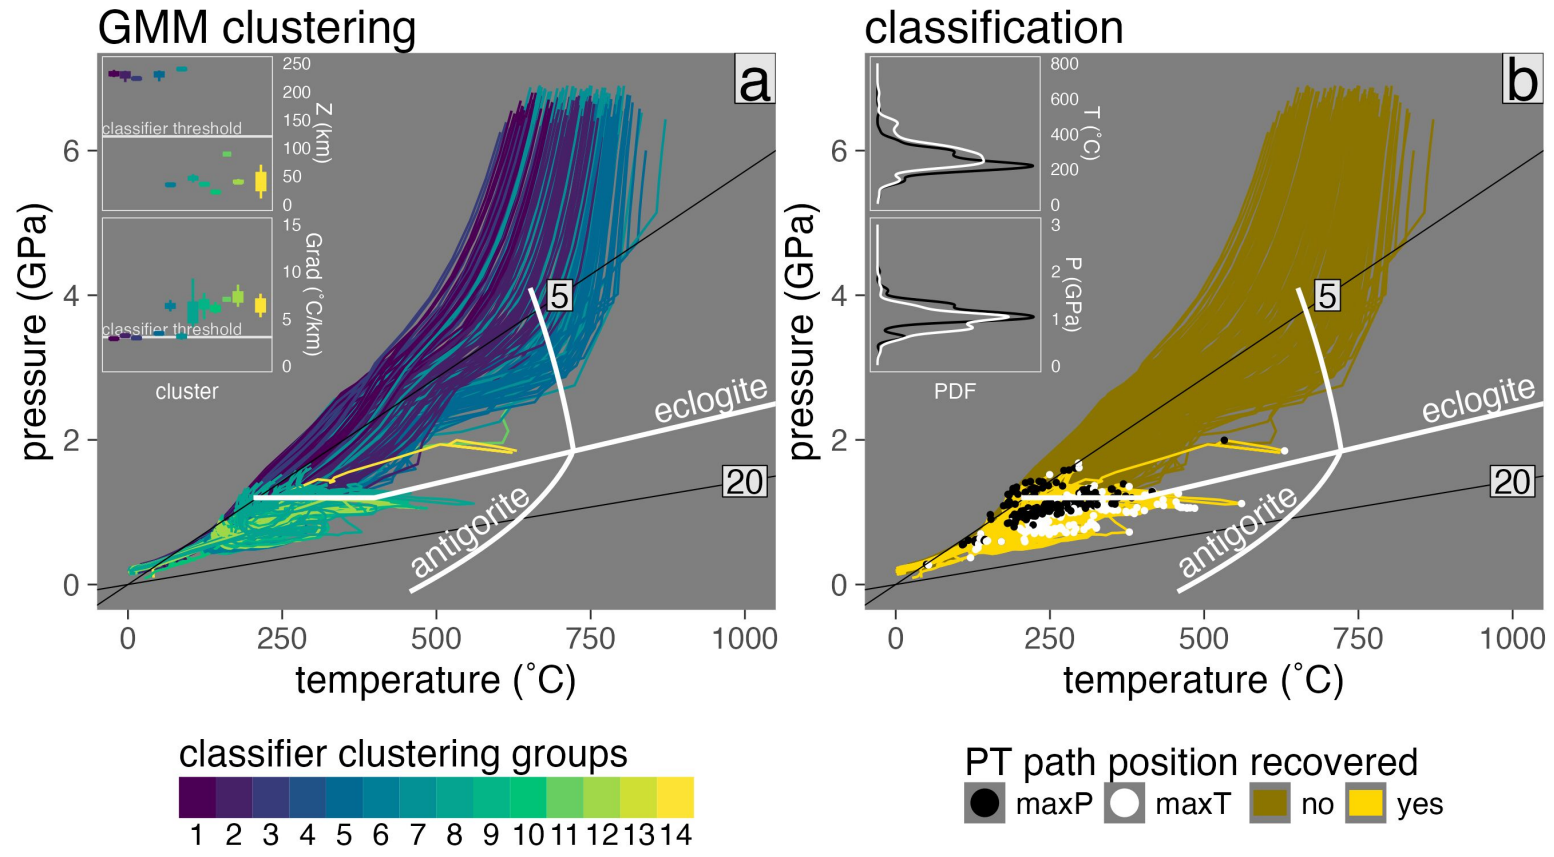 GMM clustering
classification
a
b
250
200
150
100
50
0
Z (km)
classifier threshold
15
10
5
0
Grad (˚C/km)
classifier threshold
cluster
800
600
400
200
0
T (˚C)
3
2
1
0
P (GPa)
PDF
5
20
eclogite
antigorite
5
20
eclogite
antigorite
pressure (GPa)
6
4
2
0
0
250
500
750
1000
temperature (˚C)
pressure (GPa)
6
4
2
0
0
250
500
750
1000
temperature (˚C)
classifier clustering groups
1 2 3 4 5 6 7 8 9 10 11 12 13 14
PT path position recovered
maxP maxT no yes